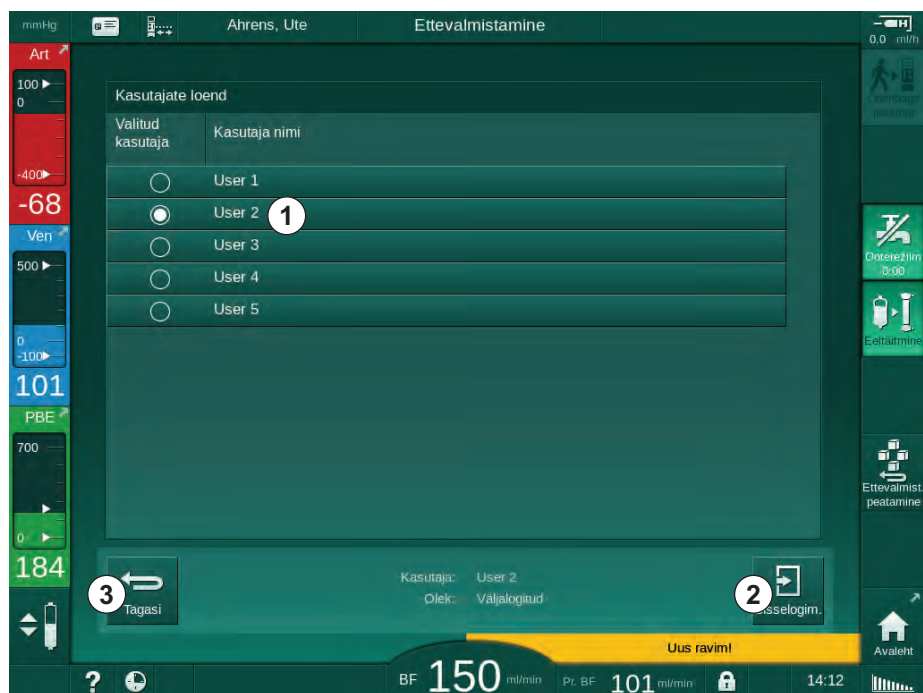 mmHg
Ahrens, Ute
Ettevalmistamine
0.0 ml/h
Art
100
0
-400
-68
Ven
500
0
-100
101
PBE
700
0
184
Kasutajate loend
Valitud
kasutaja
Kasutaja nimi
User 1
User 2
1
User 3
User 4
User 5
3
Tagasi
Kasutaja: User 2
Olek: Väljalogitud
2
sselogim.
Ooterežiim
0:00
Eeltäitmine
Ettevalmist.
peatamine
Avaleht
Uus ravim!
?
BF 150 ml/min
Pr. BF 101 ml/min
14:12